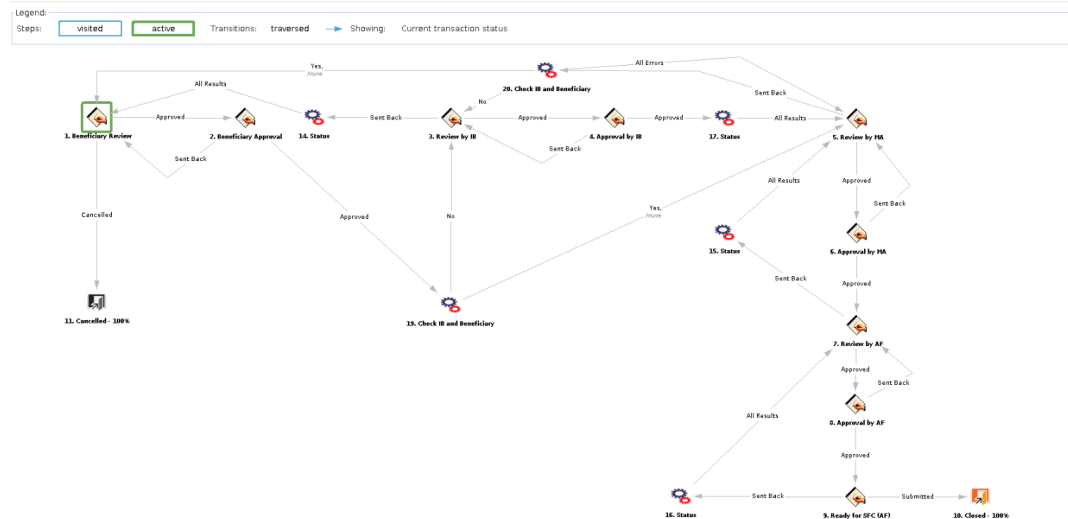 Legend:
Steps: visited active Transitions: traversed Showing: Current transaction status
Yes,
None
All Errors
All Results
20. Check IB and Beneficiary
Sent Back
No
Approved
Sent Back
Approved
Approved
All Results
1. Beneficiary Review
2. Beneficiary Approval
14. Status
3. Review by IB
4. Approval by IB
17. Status
5. Review by MA
Sent Back
Sent Back
All Results
Approved
Sent Back
Cancelled
Approved
No
Yes,
None
15. Status
6. Approval by MA
Sent Back
Approved
11. Cancelled - 100%
19. Check IB and Beneficiary
7. Review by AF
Approved
Sent Back
All Results
8. Approval by AF
Approved
Sent Back
Submitted
16. Status
9. Ready for SFC (AF)
10. Closed - 100%